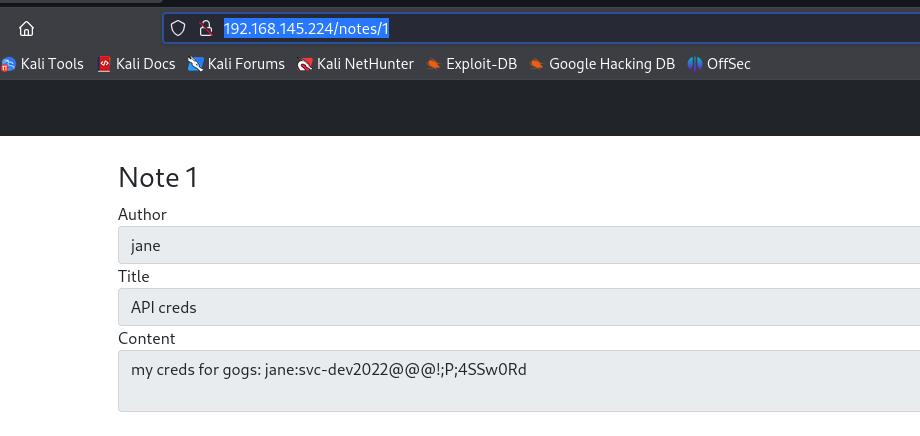 192.168.145.224/notes/1
Kali Tools Kali Docs Kali Forums Kali NetHunter Exploit-DB Google Hacking DB OffSec
Note 1
Author
jane
Title
API creds
Content
my creds for gogs: jane:svc-dev2022@@@!;P;4SSw0Rd